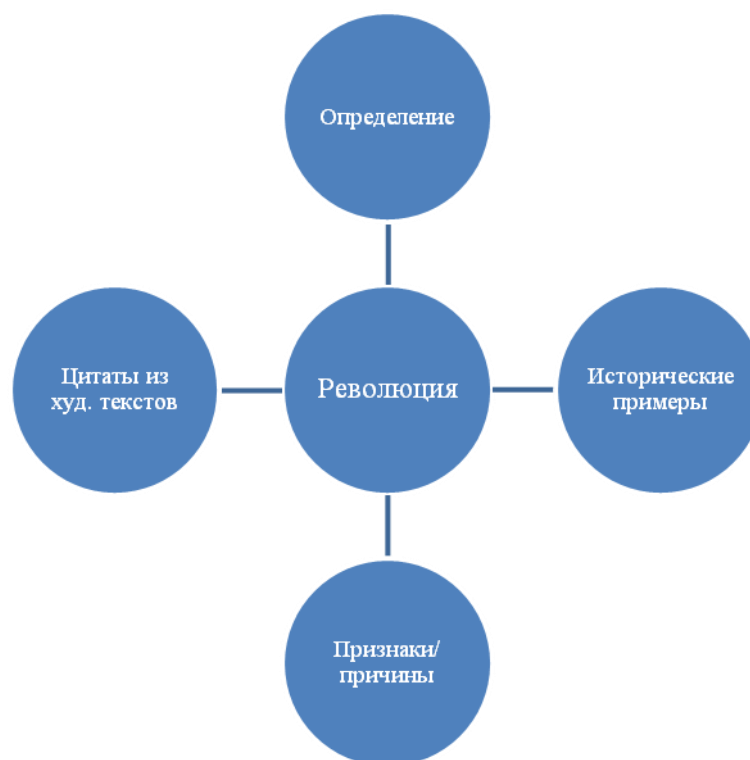 Определение
Цитаты из
худ. текстов
Революция
Исторические
примеры
Признаки/
причины